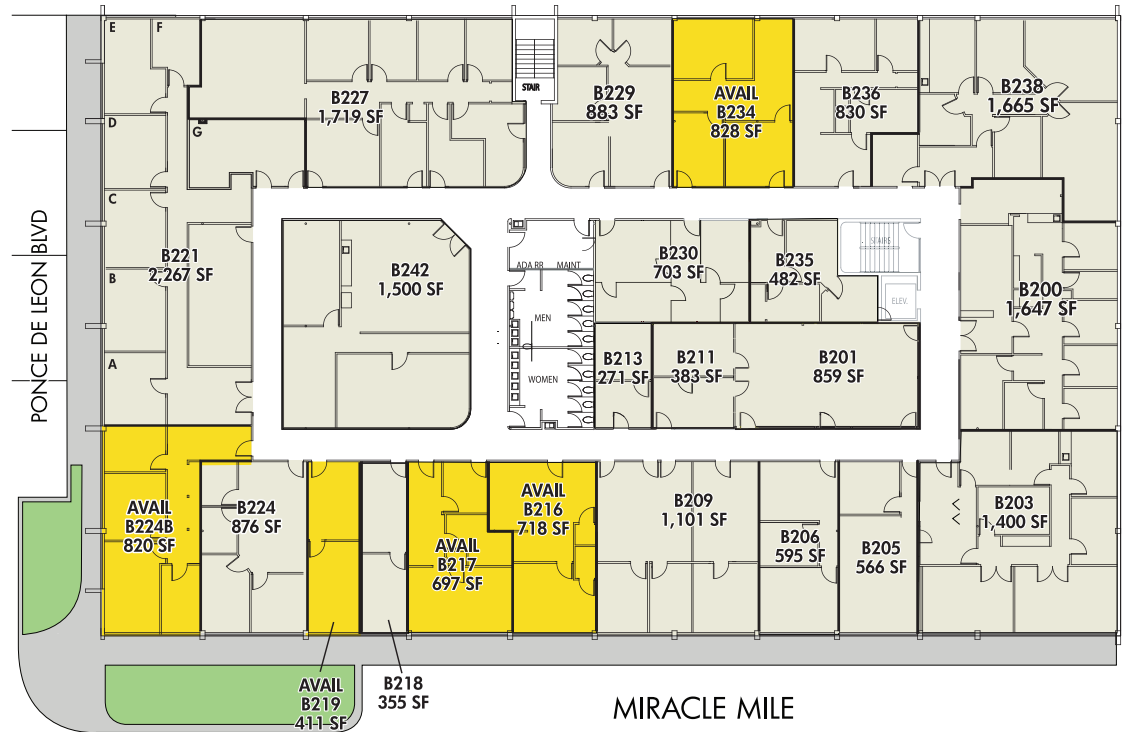 E
F
D
G
C
B
A
B227
1,719 SF
STAIR
B229
883 SF
AVAIL
B234
828 SF
B236
830 SF
B238
1,665 SF
PONCE DE LEON BLVD
B221
2,267 SF
B242
1,500 SF
ADA RR
MAINT
MEN
WOMEN
B230
703 SF
B235
482 SF
STAIRS
ELEV.
B200
1,647 SF
B213
271 SF
B211
383 SF
B201
859 SF
AVAIL
B224B
820 SF
B224
876 SF
AVAIL
B217
697 SF
AVAIL
B216
718 SF
B209
1,101 SF
B206
595 SF
B205
566 SF
B203
1,400 SF
AVAIL
B219
411 SF
B218
355 SF
MIRACLE MILE